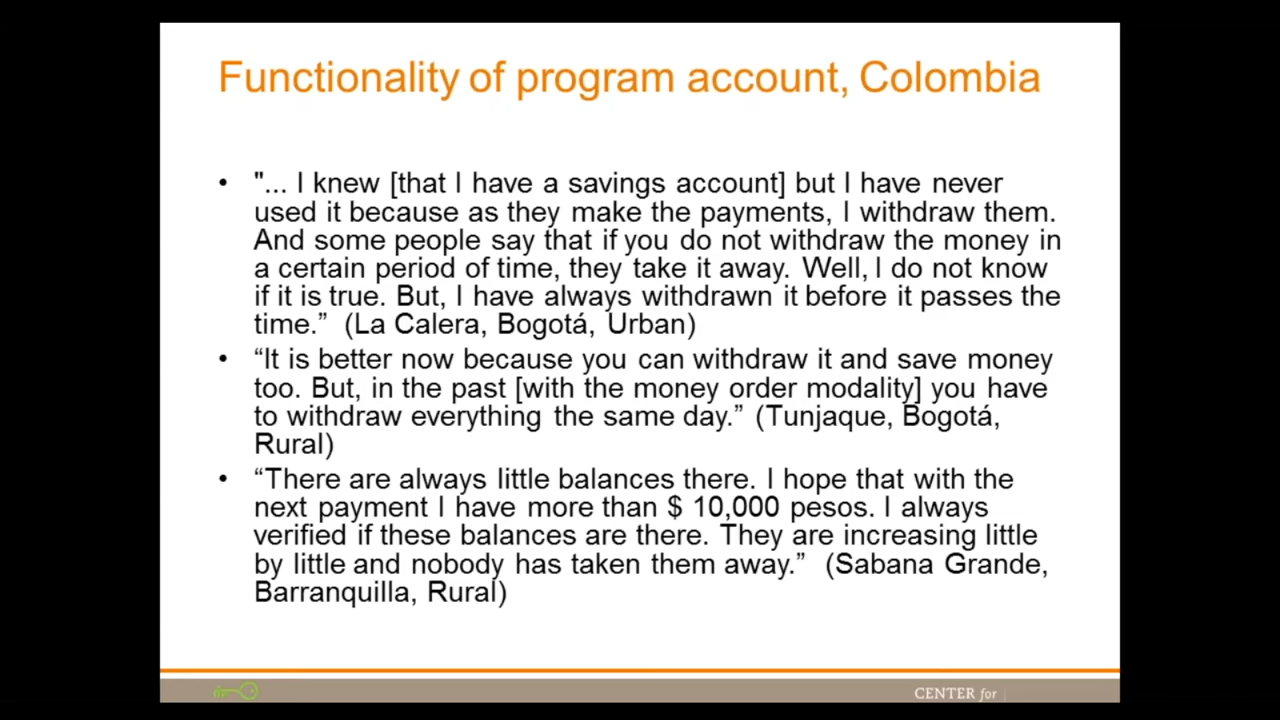 Functionality of program account, Colombia
• "... I knew [that I have a savings account] but I have never
used it because as they make the payments, I withdraw them.
And some people say that if you do not withdraw the money in
a certain period of time, they take it away. Well, I do not know
if it is true. But, I have always withdrawn it before it passes the
time.” (La Calera, Bogotá, Urban)
• “It is better now because you can withdraw it and save money
too. But, in the past [with the money order modality] you have
to withdraw everything the same day.” (Tunjaque, Bogotá,
Rural)
• “There are always little balances there. I hope that with the
next payment I have more than $ 10,000 pesos. I always
verified if these balances are there. They are increasing little
by little and nobody has taken them away.” (Sabana Grande,
Barranquilla, Rural)
CENTER for